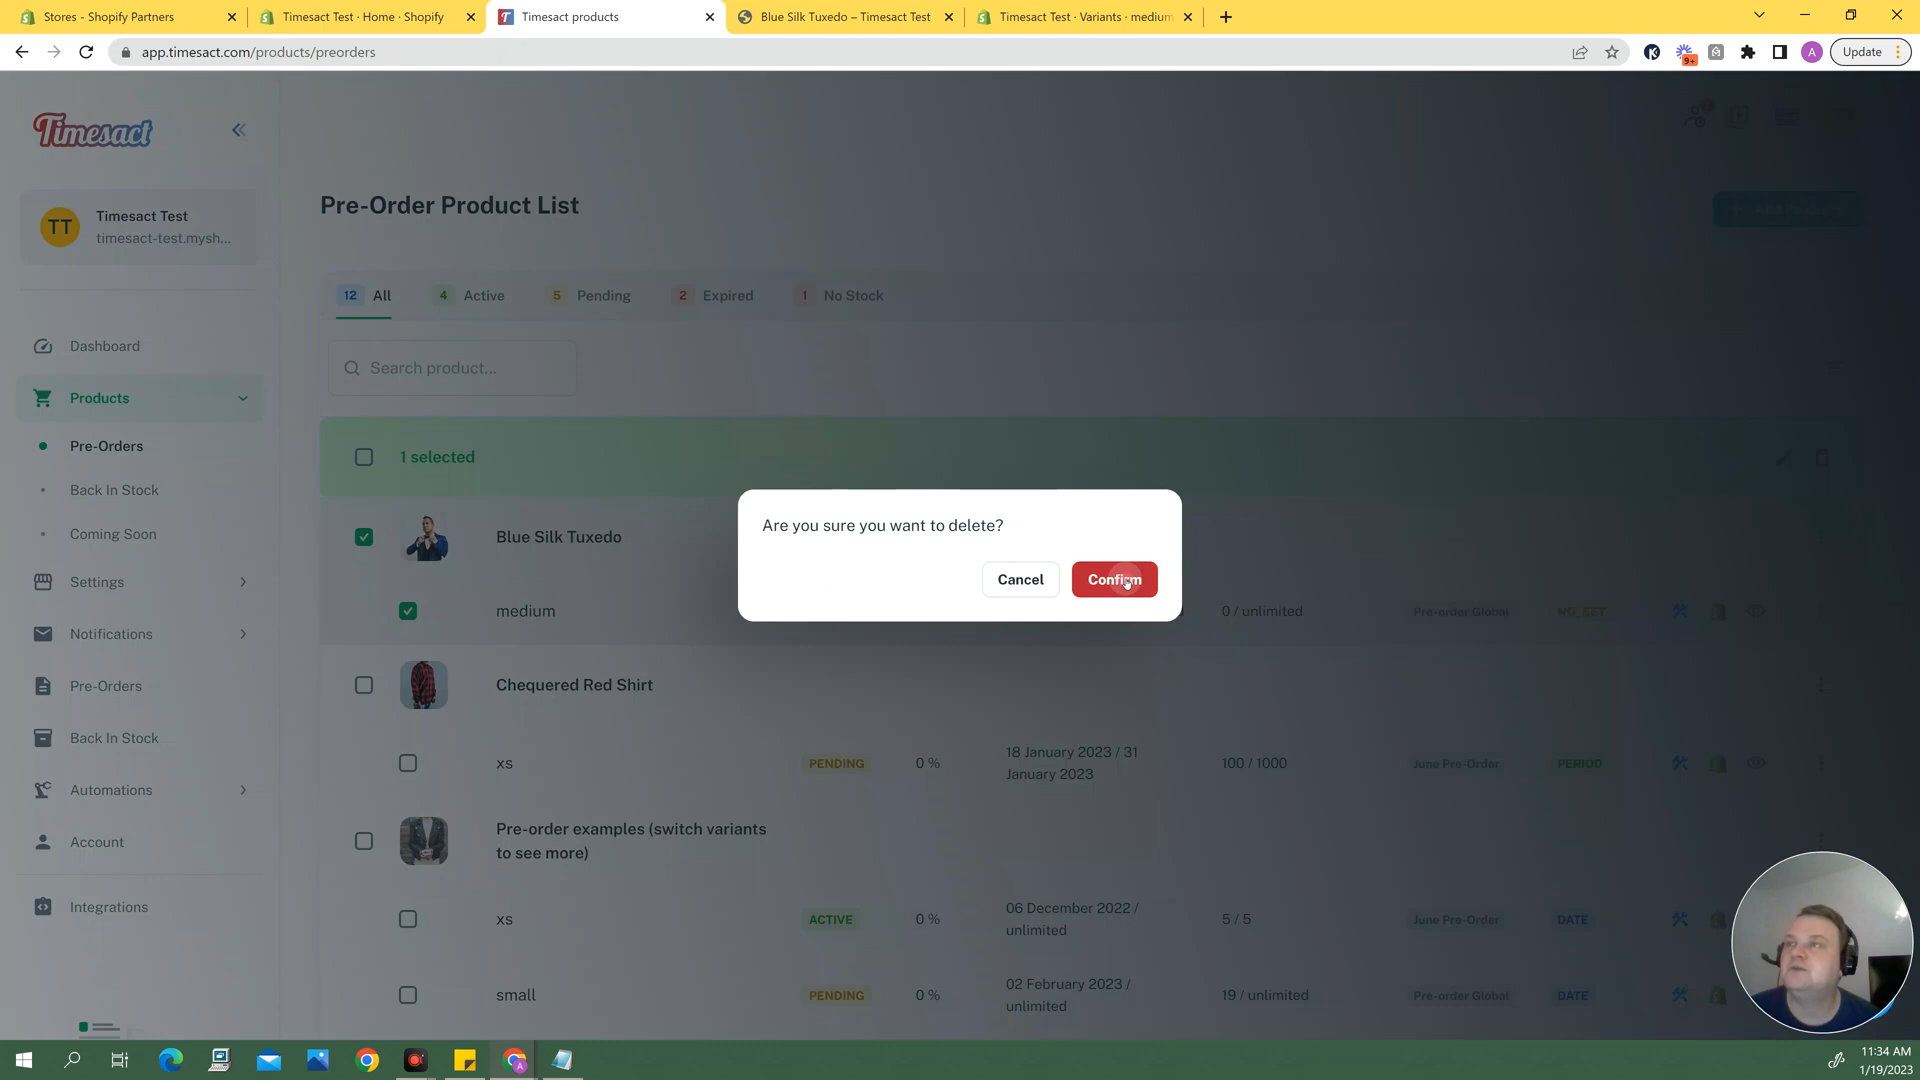 Stores - Shopify Partners
Timesact Test · Home · Shopify
Timesact products
Blue Silk Tuxedo – Timesact Test
Timesact Test · Variants · medium
app.timesact.com/products/preorders
9+
A
Update
Timesact
TT
Timesact Test
timesact-test.mysh...
Dashboard
Products
Pre-Orders
Back In Stock
Coming Soon
Settings
Notifications
Pre-Orders
Back In Stock
Automations
Account
Integrations
Pre-Order Product List
12 All
4 Active
5 Pending
2 Expired
1 No Stock
Search product...
1 selected
Blue Silk Tuxedo
medium
0 / unlimited
Pre-order Global
Are you sure you want to delete?
Cancel
Confirm
Chequered Red Shirt
xs
PENDING
0 %
18 January 2023 / 31
January 2023
100 / 1000
June Pre-Order
PERIOD
Pre-order examples (switch variants
to see more)
xs
ACTIVE
0 %
06 December 2022 /
unlimited
5 / 5
June Pre-Order
DATE
small
PENDING
0 %
02 February 2023 /
unlimited
19 / unlimited
Pre-order Global
DATE
11:34 AM
1/19/2023